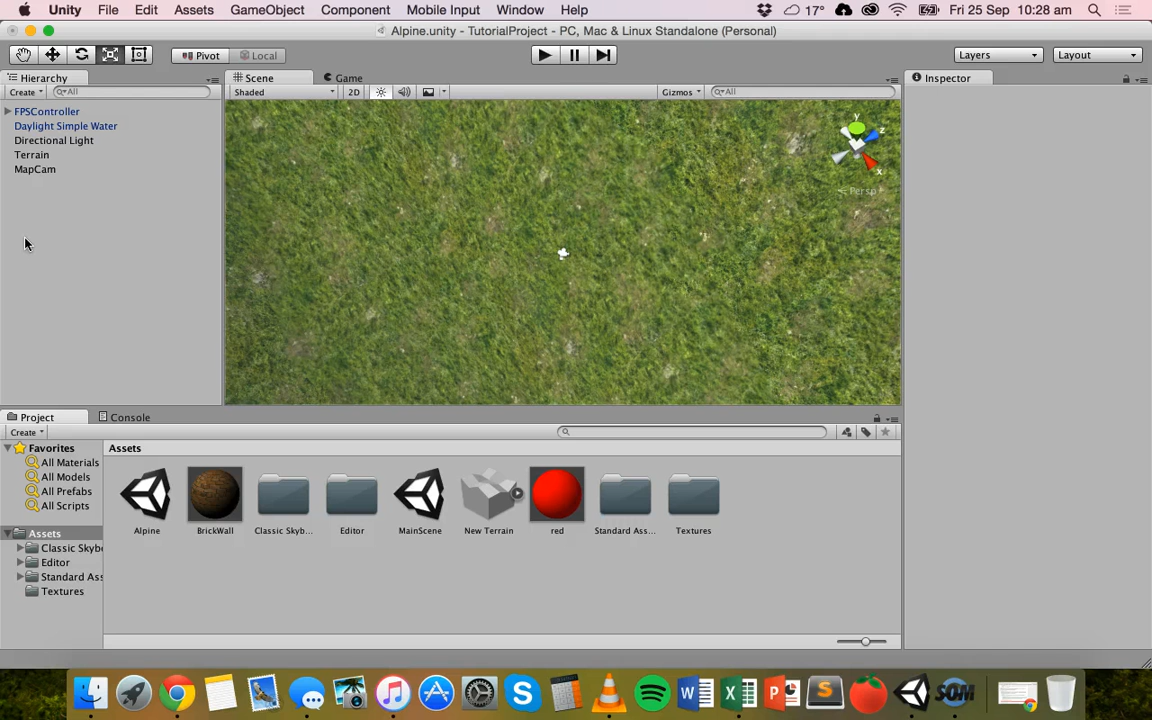 Unity File Edit Assets GameObject Component Mobile Input Window Help 17° Fri 25 Sep 10:28 am
Alpine.unity - TutorialProject - PC, Mac & Linux Standalone (Personal)
Pivot Local Layers Layout
Hierarchy Scene Game Inspector
Create All Shaded 2D Gizmos All
FPSController
Daylight Simple Water
Directional Light
Terrain
MapCam
y
z
x
Persp
Project Console
Create
Favorites
All Materials
All Models
All Prefabs
All Scripts
Assets
Classic Skyb
Editor
Standard Ass
Textures
Assets
Alpine BrickWall Classic Skyb... Editor MainScene New Terrain red Standard Ass... Textures